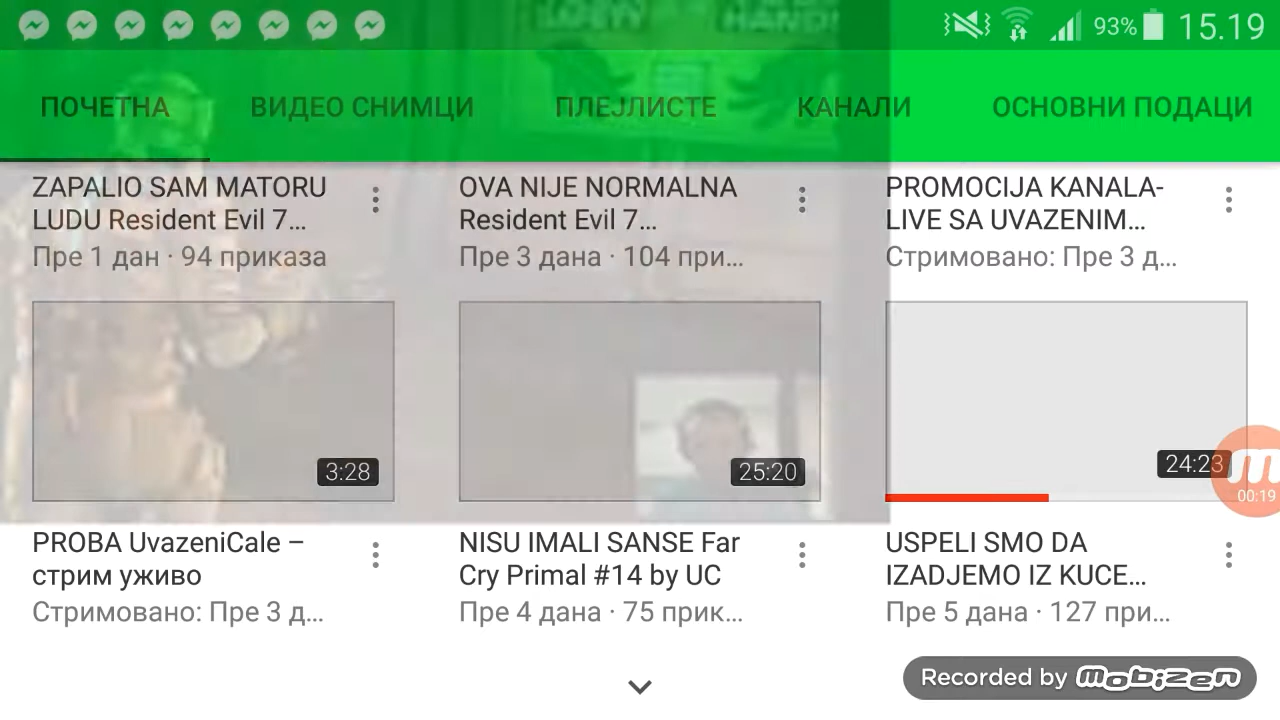 93% 15.19
ПОЧЕТНА ВИДЕО СНИМЦИ ПЛЕЈЛИСТЕ КАНАЛИ ОСНОВНИ ПОДАЦИ
ZAPALIO SAM MATORU
LUDU Resident Evil 7...
Пре 1 дан · 94 приказа
OVA NIJE NORMALNA
Resident Evil 7...
Пре 3 дана · 104 при...
PROMOCIJA KANALA-
LIVE SA UVAZENIM...
Стримовано: Пре 3 д...
3:28
25:20
24:23
00:19
PROBA UvazeniCale –
стрим уживо
Стримовано: Пре 3 д...
NISU IMALI SANSE Far
Cry Primal #14 by UC
Пре 4 дана · 75 прик...
USPELI SMO DA
IZADJEMO IZ KUCE...
Пре 5 дана · 127 при...
Recorded by mobizen